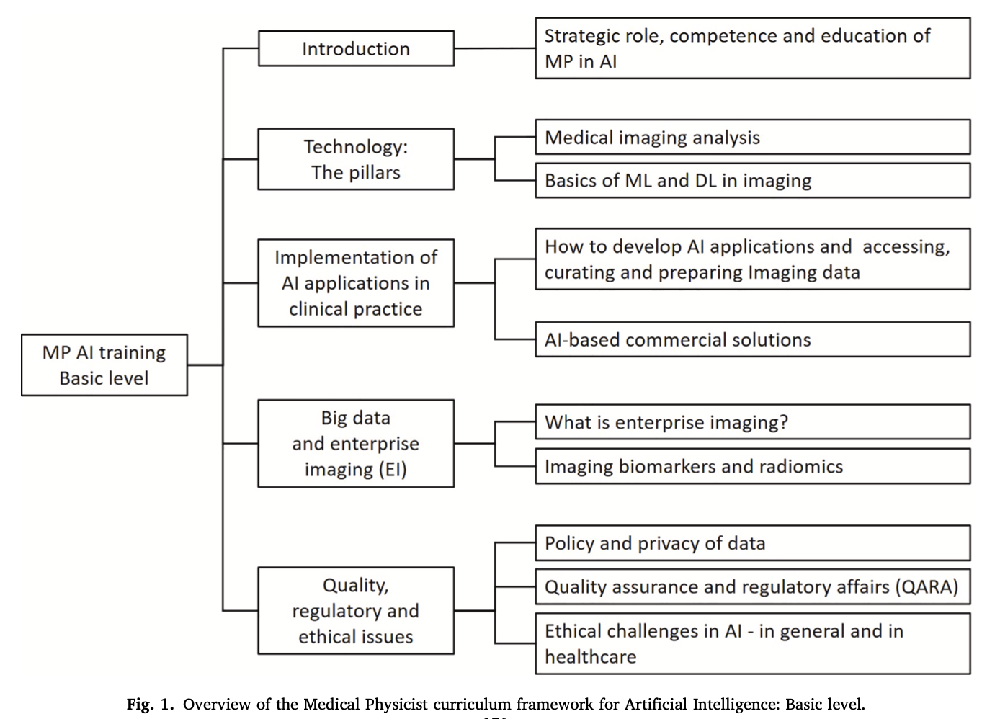 Introduction
Strategic role, competence and education of
MP in AI
Technology:
The pillars
Medical imaging analysis
Basics of ML and DL in imaging
Implementation of
AI applications in
clinical practice
How to develop AI applications and accessing,
curating and preparing Imaging data
AI-based commercial solutions
MP AI training
Basic level
Big data
and enterprise
imaging (EI)
What is enterprise imaging?
Imaging biomarkers and radiomics
Quality,
regulatory and
ethical issues
Policy and privacy of data
Quality assurance and regulatory affairs (QARA)
Ethical challenges in AI - in general and in
healthcare
Fig. 1. Overview of the Medical Physicist curriculum framework for Artificial Intelligence: Basic level.